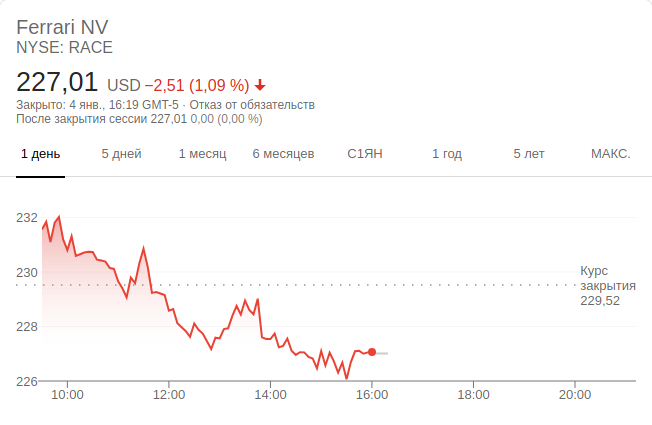 Ferrari NV
NYSE: RACE
227,01 USD −2,51 (1,09 %)
Закрыто: 4 янв., 16:19 GMT-5 · Отказ от обязательств
После закрытия сессии 227,01 0,00 (0,00 %)
1 день 5 дней 1 месяц 6 месяцев С1ЯН 1 год 5 лет МАКС.
232
230
228
226
Курс
закрытия
229,52
10:00 12:00 14:00 16:00 18:00 20:00